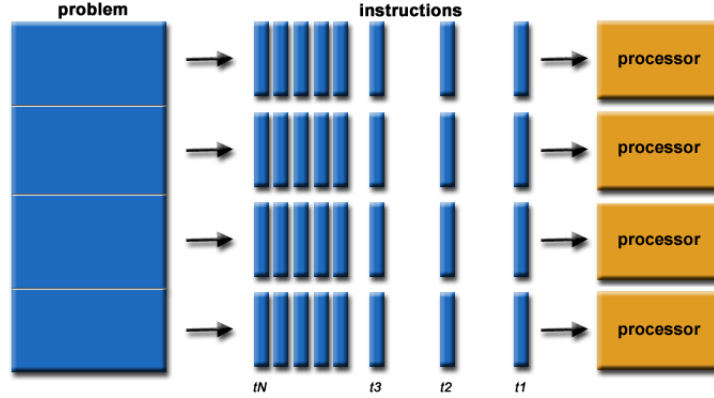 problem
instructions
processor
processor
processor
processor
tN
t3
t2
t1